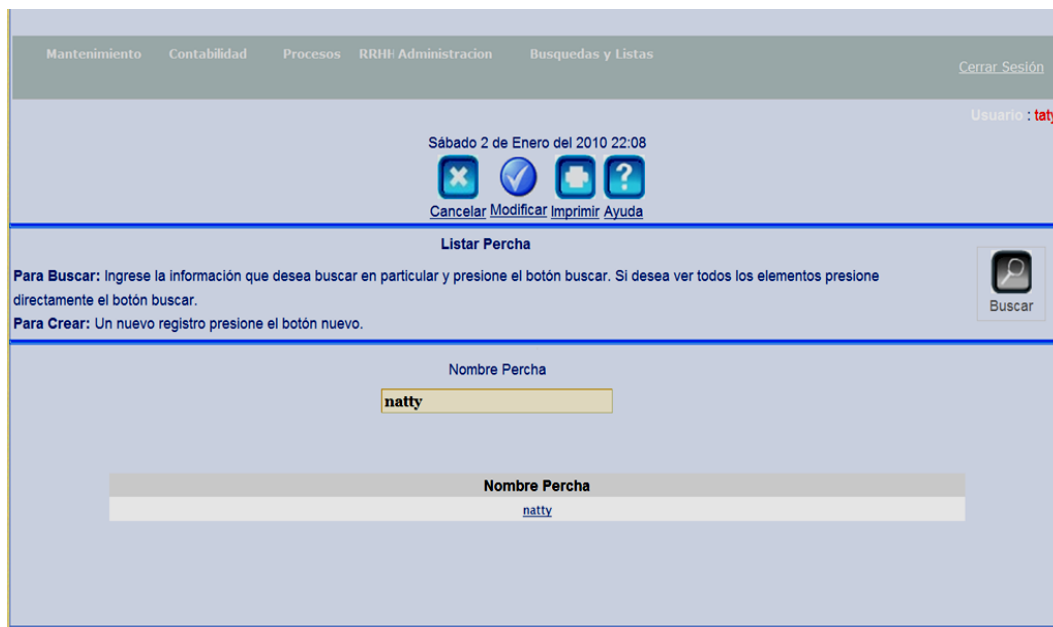 Mantenimiento Contabilidad Procesos RRHH Administracion Busquedas y Listas
Cerrar Sesión
Usuario : taty
Sábado 2 de Enero del 2010 22:08
Cancelar Modificar Imprimir Ayuda
Listar Percha
Para Buscar: Ingrese la información que desea buscar en particular y presione el botón buscar. Si desea ver todos los elementos presione
directamente el botón buscar.
Para Crear: Un nuevo registro presione el botón nuevo.
Buscar
Nombre Percha
natty
Nombre Percha
natty